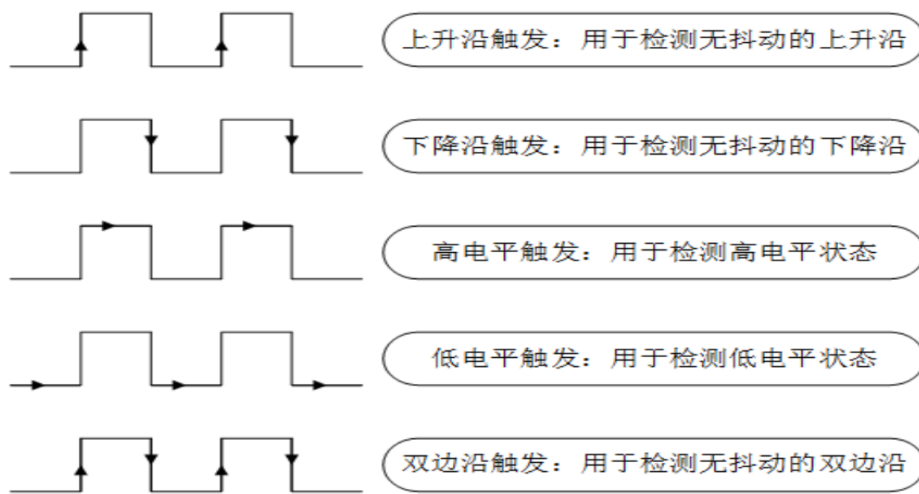 上升沿触发：用于检测无抖动的上升沿
下降沿触发：用于检测无抖动的下降沿
高电平触发：用于检测高电平状态
低电平触发：用于检测低电平状态
双边沿触发：用于检测无抖动的双边沿